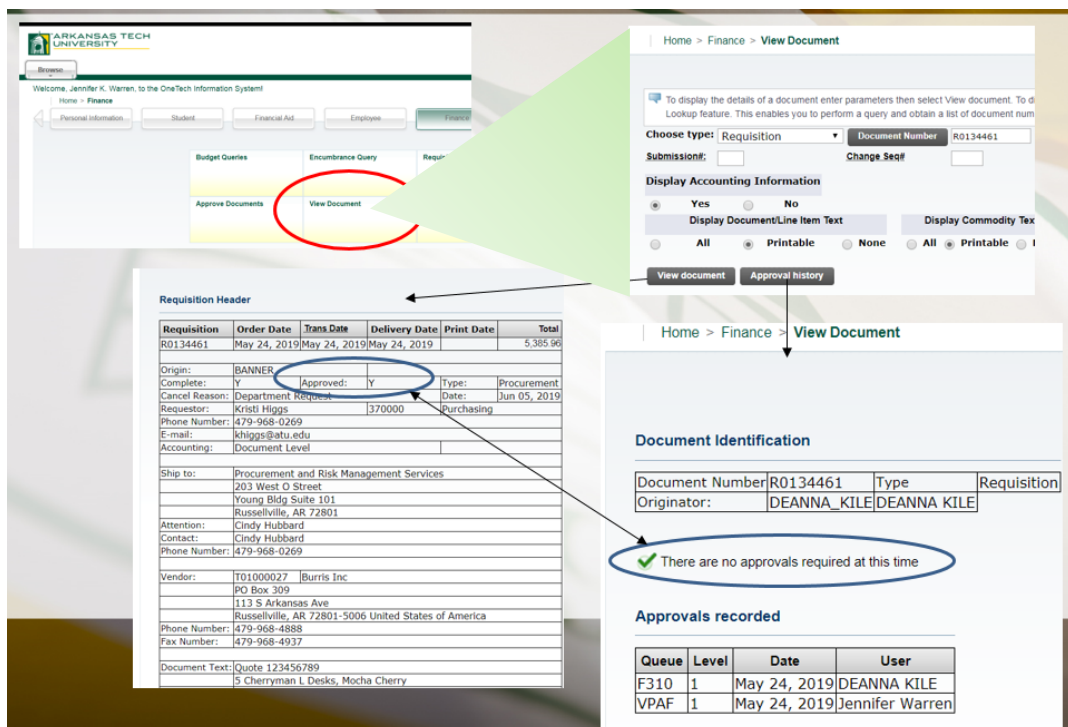 ARKANSAS TECH
UNIVERSITY
Browse
Welcome, Jennifer K. Warren, to the OneTech Information System!
Home > Finance
Personal Information Student Financial Aid Employee Finance
Budget Queries Encumbrance Query
Approve Documents View Document
Home > Finance > View Document
To display the details of a document enter parameters then select View document. To
Lookup feature. This enables you to perform a query and obtain a list of document num
Choose type: Requisition Document Number R0134461
Submission#: Change Seq#
Display Accounting Information
Yes No
Display Document/Line Item Text Display Commodity Tex
All Printable None All Printable
View document Approval history
Requisition Header
Requisition Order Date Trans Date Delivery Date Print Date Total
R0134461 May 24, 2019 May 24, 2019 May 24, 2019 5,385.96
Origin: BANNER
Complete: Y Approved: Y Type: Procurement
Cancel Reason: Department Request Date: Jun 05, 2019
Requestor: Kristi Higgs 370000 Purchasing
Phone Number: 479-968-0269
E-mail: khiggs@atu.edu
Accounting: Document Level
Ship to: Procurement and Risk Management Services
203 West O Street
Young Bldg Suite 101
Russellville, AR 72801
Attention: Cindy Hubbard
Contact: Cindy Hubbard
Phone Number: 479-968-0269
Vendor: T01000027 Burris Inc
PO Box 309
113 S Arkansas Ave
Russellville, AR 72801-5006 United States of America
Phone Number: 479-968-4888
Fax Number: 479-968-4937
Document Text: Quote 123456789
5 Cherryman L Desks, Mocha Cherry
Home > Finance > View Document
Document Identification
Document Number R0134461 Type Requisition
Originator: DEANNA_KILE DEANNA KILE
There are no approvals required at this time
Approvals recorded
Queue Level Date User
F310 1 May 24, 2019 DEANNA KILE
VPAF 1 May 24, 2019 Jennifer Warren